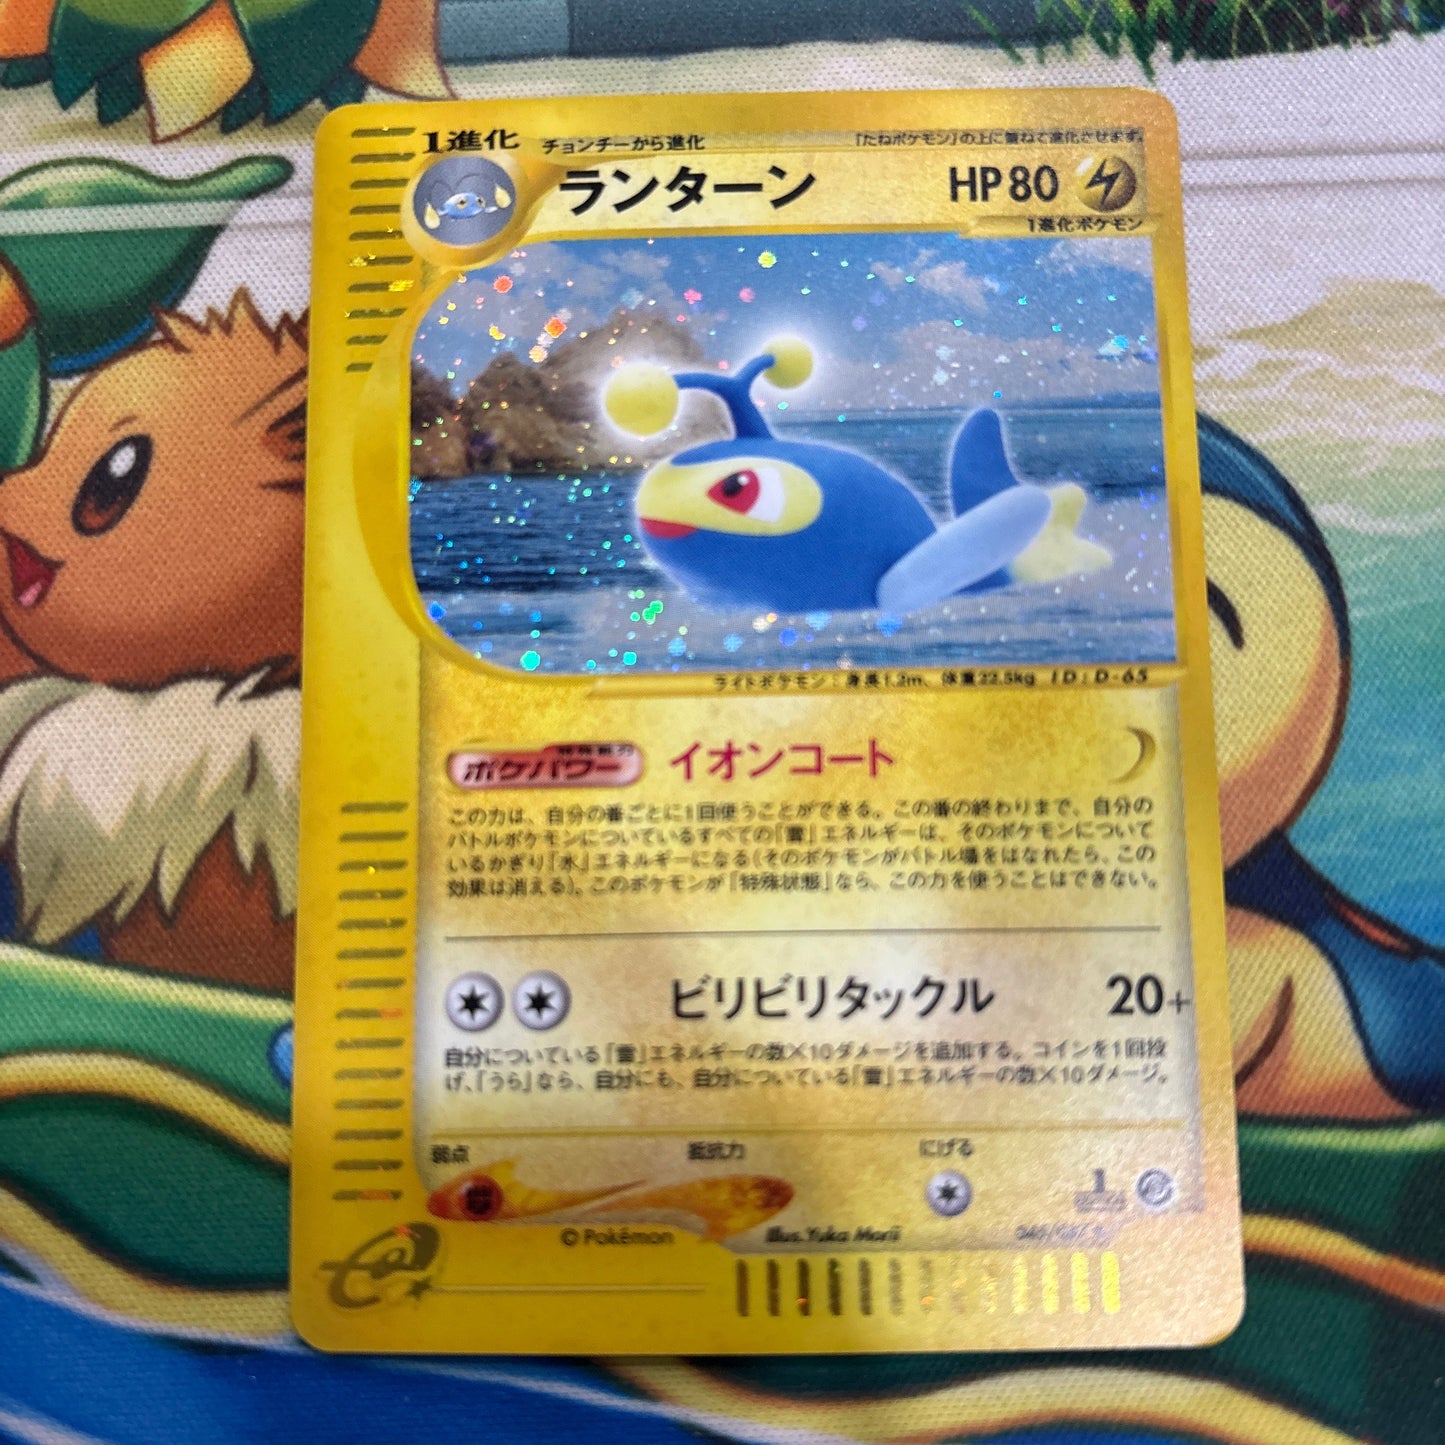 1進化 チョンチーから進化 「たねポケモン」の上に重ねて進化させます。
ランターン HP80
1進化ポケモン
ライトポケモン：身長1.2m、体重22.5kg ID:D-65
特殊能力
ポケパワー イオンコート
この力は、自分の番ごとに1回使うことができる。この番の終わりまで、自分の
バトルポケモンについているすべての「雷」エネルギーは、そのポケモンについて
いるかぎり「水」エネルギーになる（そのポケモンがバトル場をはなれたら、この
効果は消える）。このポケモンが「特殊状態」なら、この力を使うことはできない。
ビリビリタックル 20+
自分についている「雷」エネルギーの数×10ダメージを追加する。コインを1回投
げ、「うら」なら、自分にも、自分についている「雷」エネルギーの数×10ダメージ。
弱点 抵抗力 にげる
1
©Pokémon Illus.Yuka Morii
e